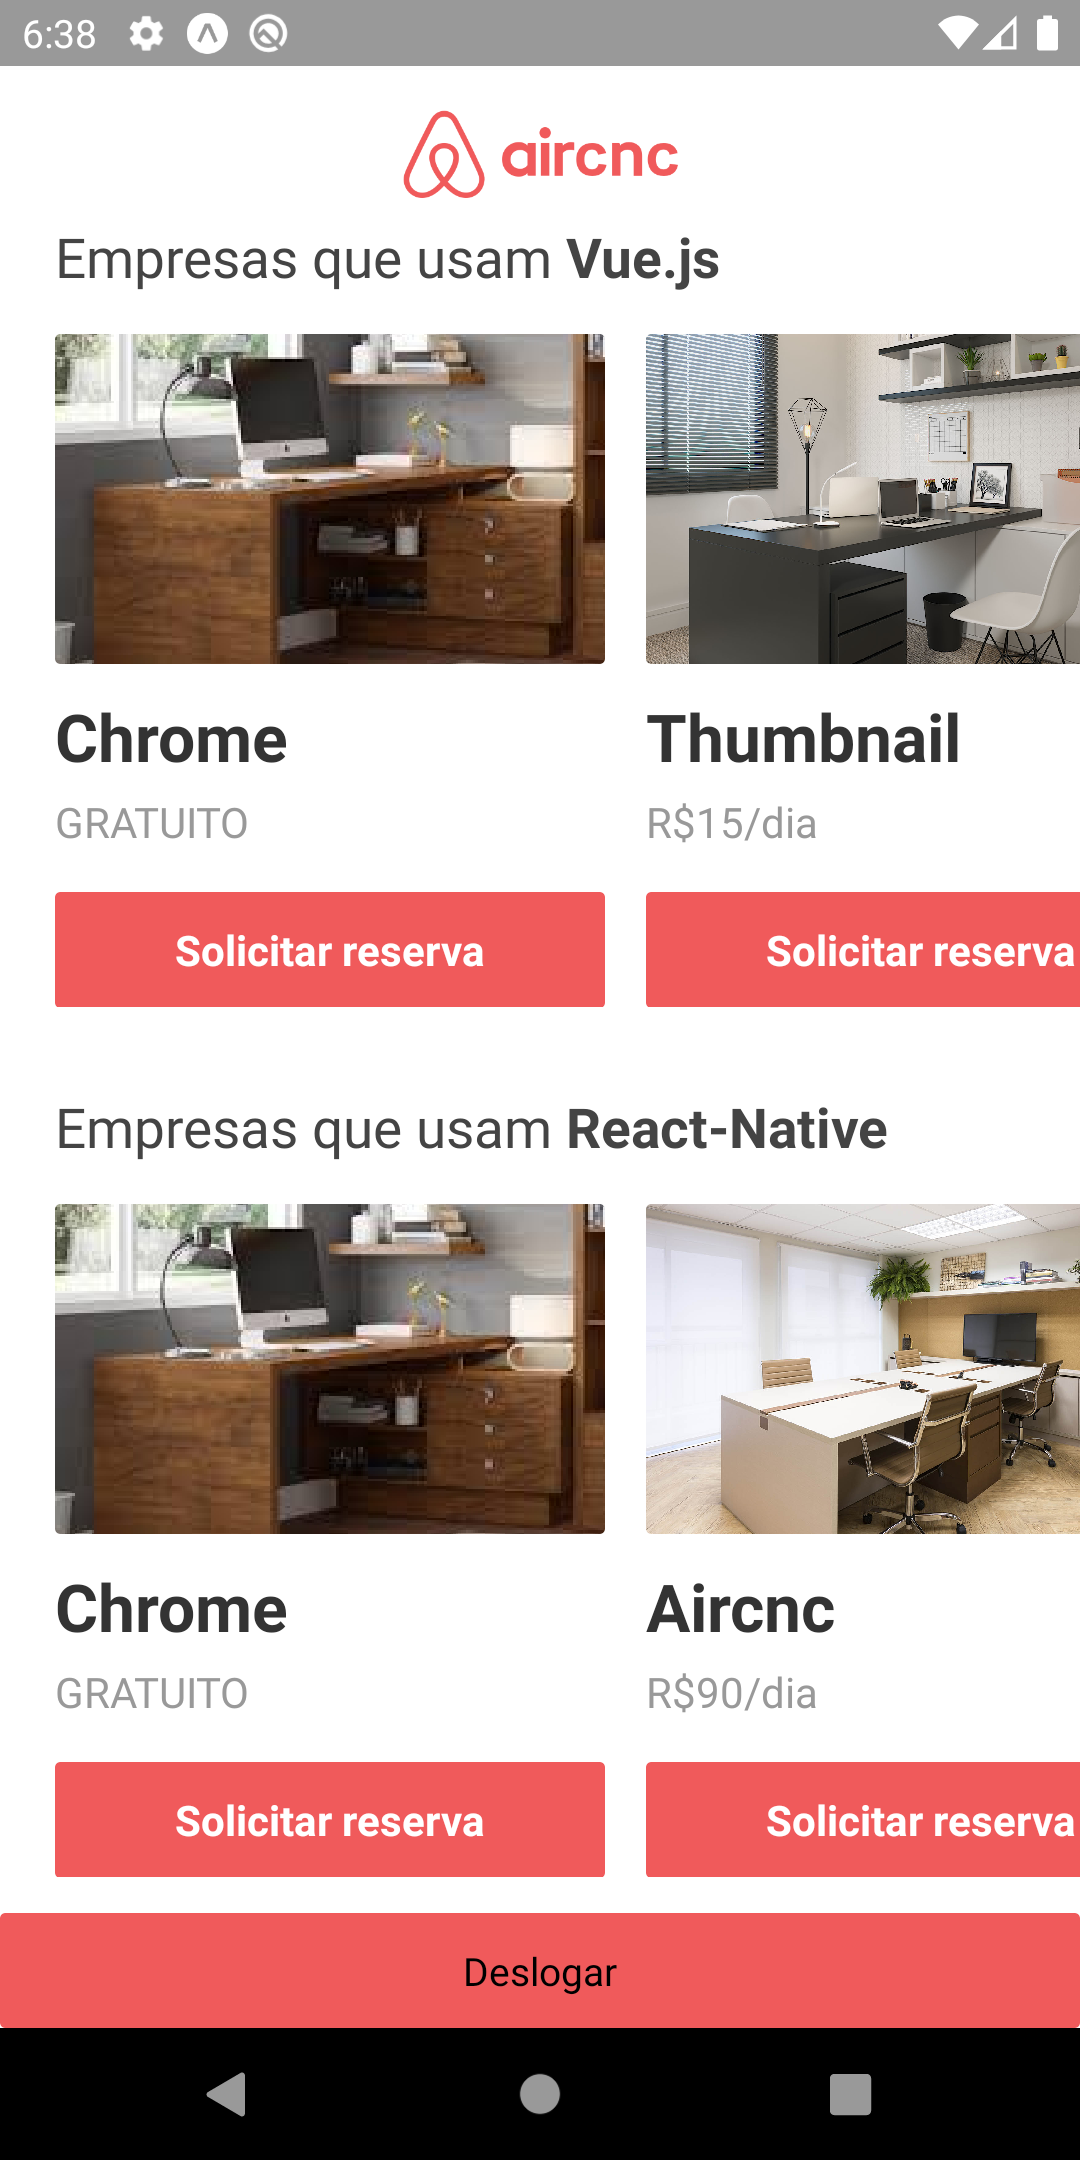 6:38
aircnc
Empresas que usam Vue.js
Chrome
Thumbnail
GRATUITO
R$15/dia
Solicitar reserva
Solicitar reserva
Empresas que usam React-Native
Chrome
Aircnc
GRATUITO
R$90/dia
Solicitar reserva
Solicitar reserva
Deslogar